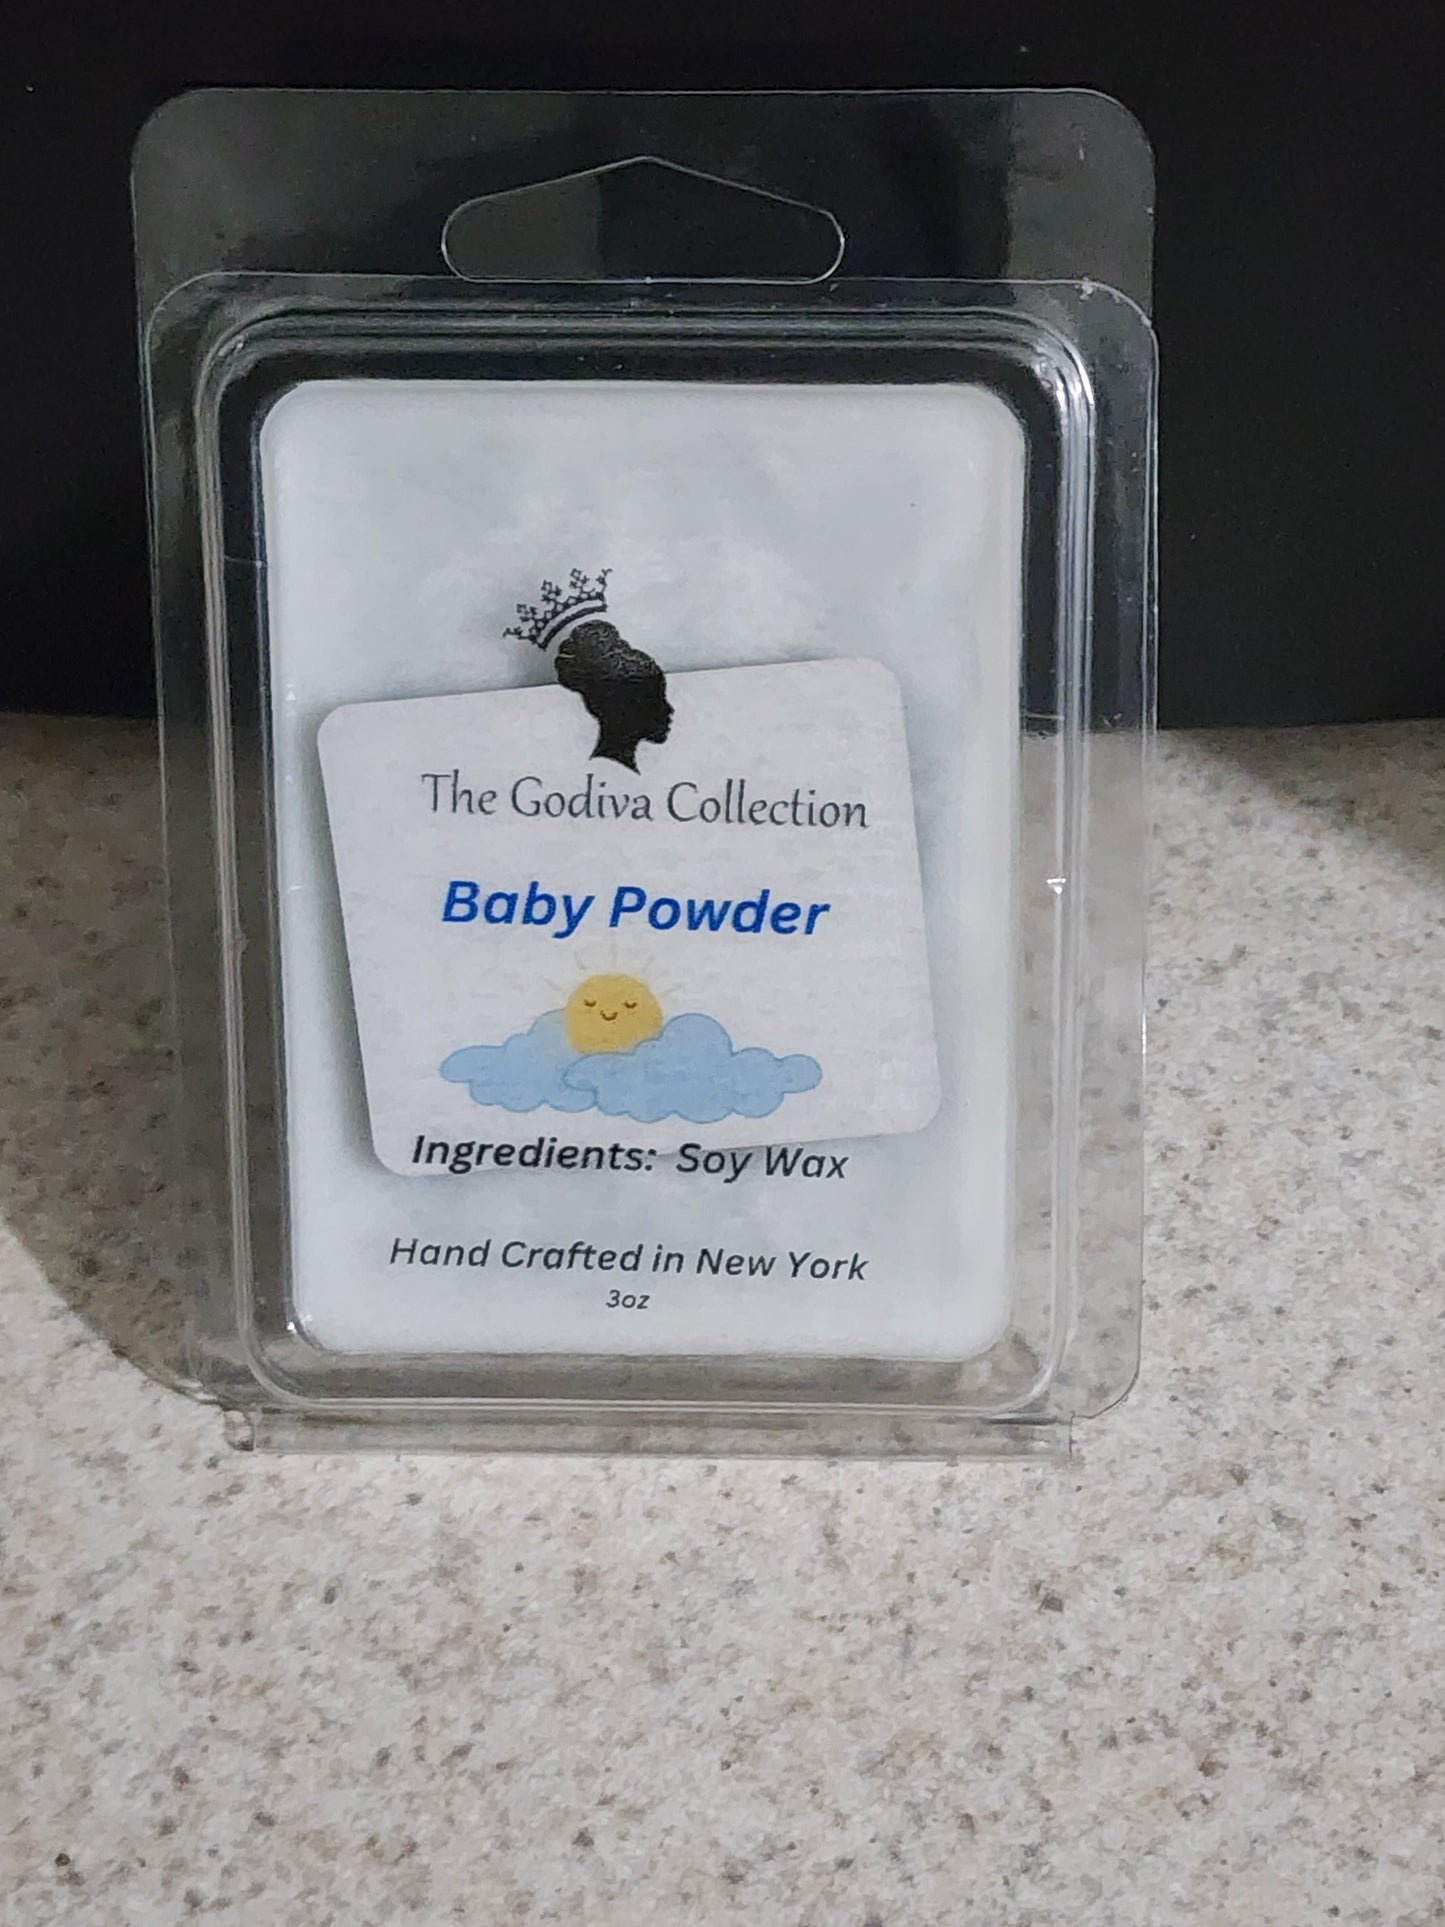 The Godiva Collection
Baby Powder
Ingredients: Soy Wax
Hand Crafted in New York
3oz